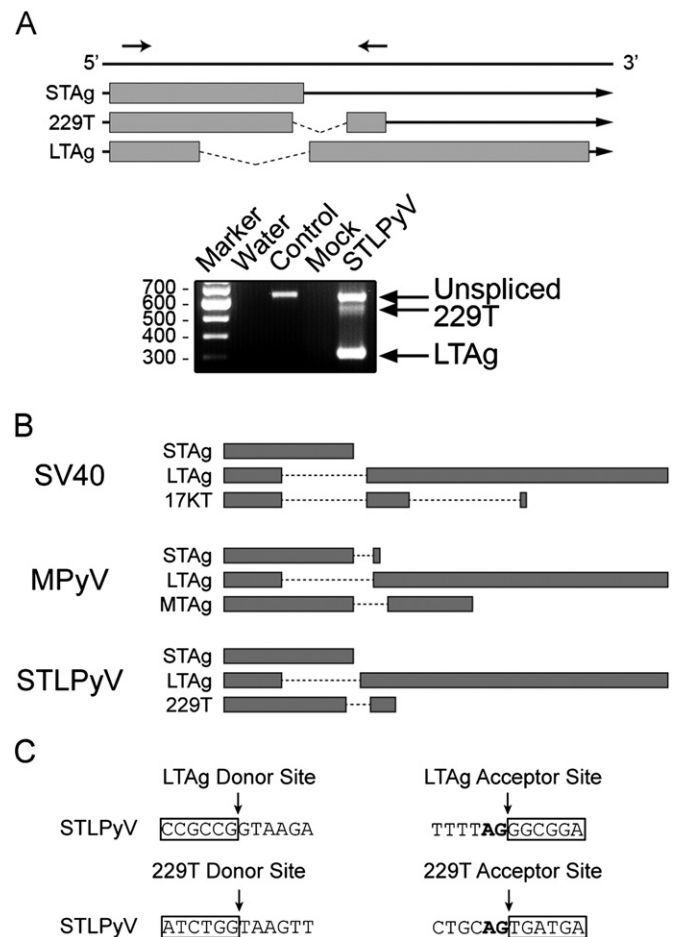 A
5' 3'
STAg
229T
LTAg
Marker
Water
Control
Mock
STLPyV
700 -
600 -
500 -
400 -
300 -
Unspliced
229T
LTAg
B
SV40
STAg
LTAg
17KT
MPyV
STAg
LTAg
MTAg
STLPyV
STAg
LTAg
229T
C
LTAg Donor Site LTAg Acceptor Site
STLPyV CCGCCGGTAAGA TTTTAGGGCGGA
229T Donor Site 229T Acceptor Site
STLPyV ATCTGGTAAGTT CTGCAGTGATGA